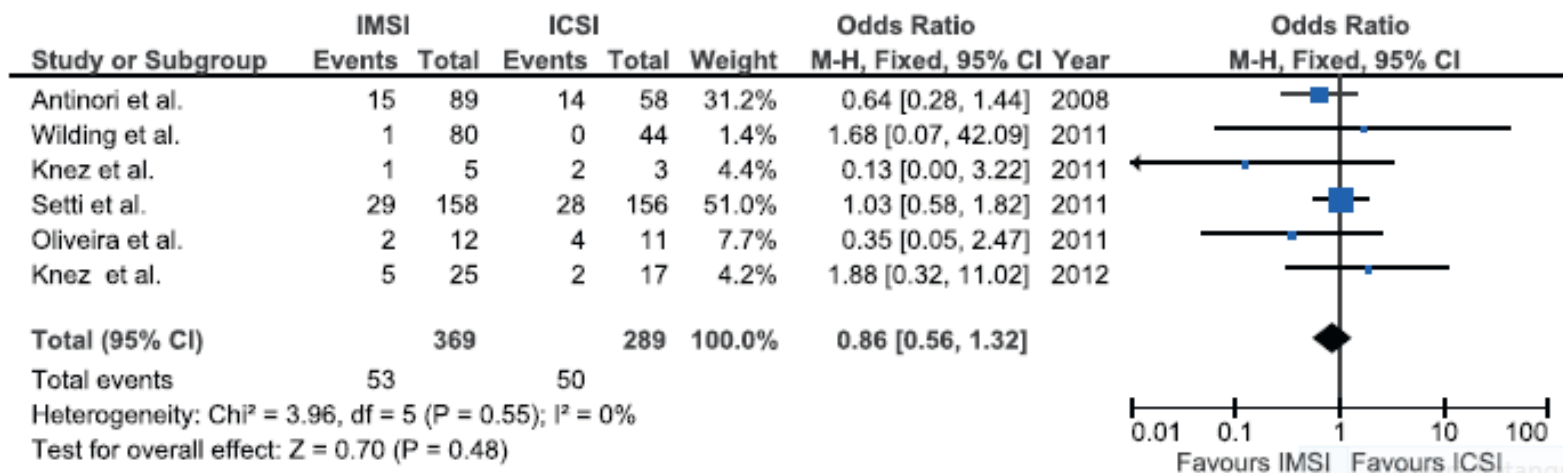 IMSI ICSI Odds Ratio Odds Ratio
Study or Subgroup Events Total Events Total Weight M-H, Fixed, 95% CI Year M-H, Fixed, 95% CI
Antinori et al. 15 89 14 58 31.2% 0.64 [0.28, 1.44] 2008
Wilding et al. 1 80 0 44 1.4% 1.68 [0.07, 42.09] 2011
Knez et al. 1 5 2 3 4.4% 0.13 [0.00, 3.22] 2011
Setti et al. 29 158 28 156 51.0% 1.03 [0.58, 1.82] 2011
Oliveira et al. 2 12 4 11 7.7% 0.35 [0.05, 2.47] 2011
Knez et al. 5 25 2 17 4.2% 1.88 [0.32, 11.02] 2012
Total (95% CI) 369 289 100.0% 0.86 [0.56, 1.32]
Total events 53 50
Heterogeneity: Chi² = 3.96, df = 5 (P = 0.55); I² = 0%
Test for overall effect: Z = 0.70 (P = 0.48)
0.01 0.1 1 10 100
Favours IMSI Favours ICSI